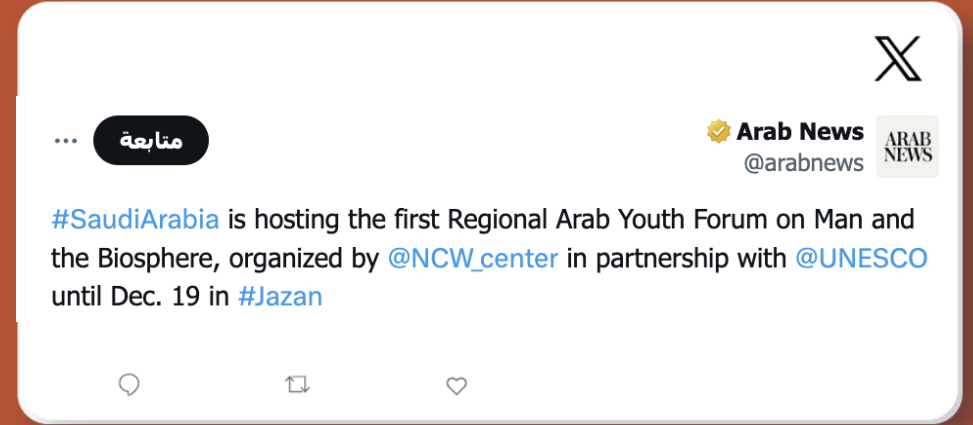 متابعة
Arab News
@arabnews
ARAB
NEWS
#SaudiArabia is hosting the first Regional Arab Youth Forum on Man and
the Biosphere, organized by @NCW_center in partnership with @UNESCO
until Dec. 19 in #Jazan